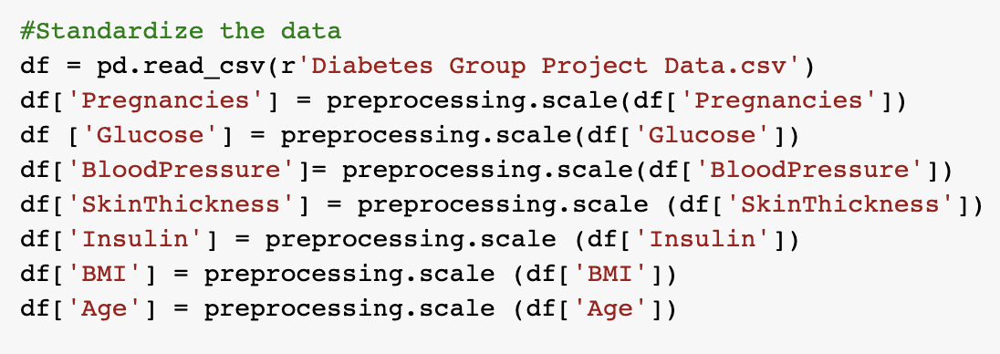 #Standardize the data
df = pd.read_csv(r'Diabetes Group Project Data.csv')
df['Pregnancies'] = preprocessing.scale(df['Pregnancies'])
df ['Glucose'] = preprocessing.scale(df['Glucose'])
df['BloodPressure']= preprocessing.scale(df['BloodPressure'])
df['SkinThickness'] = preprocessing.scale (df['SkinThickness'])
df['Insulin'] = preprocessing.scale (df['Insulin'])
df['BMI'] = preprocessing.scale (df['BMI'])
df['Age'] = preprocessing.scale (df['Age'])